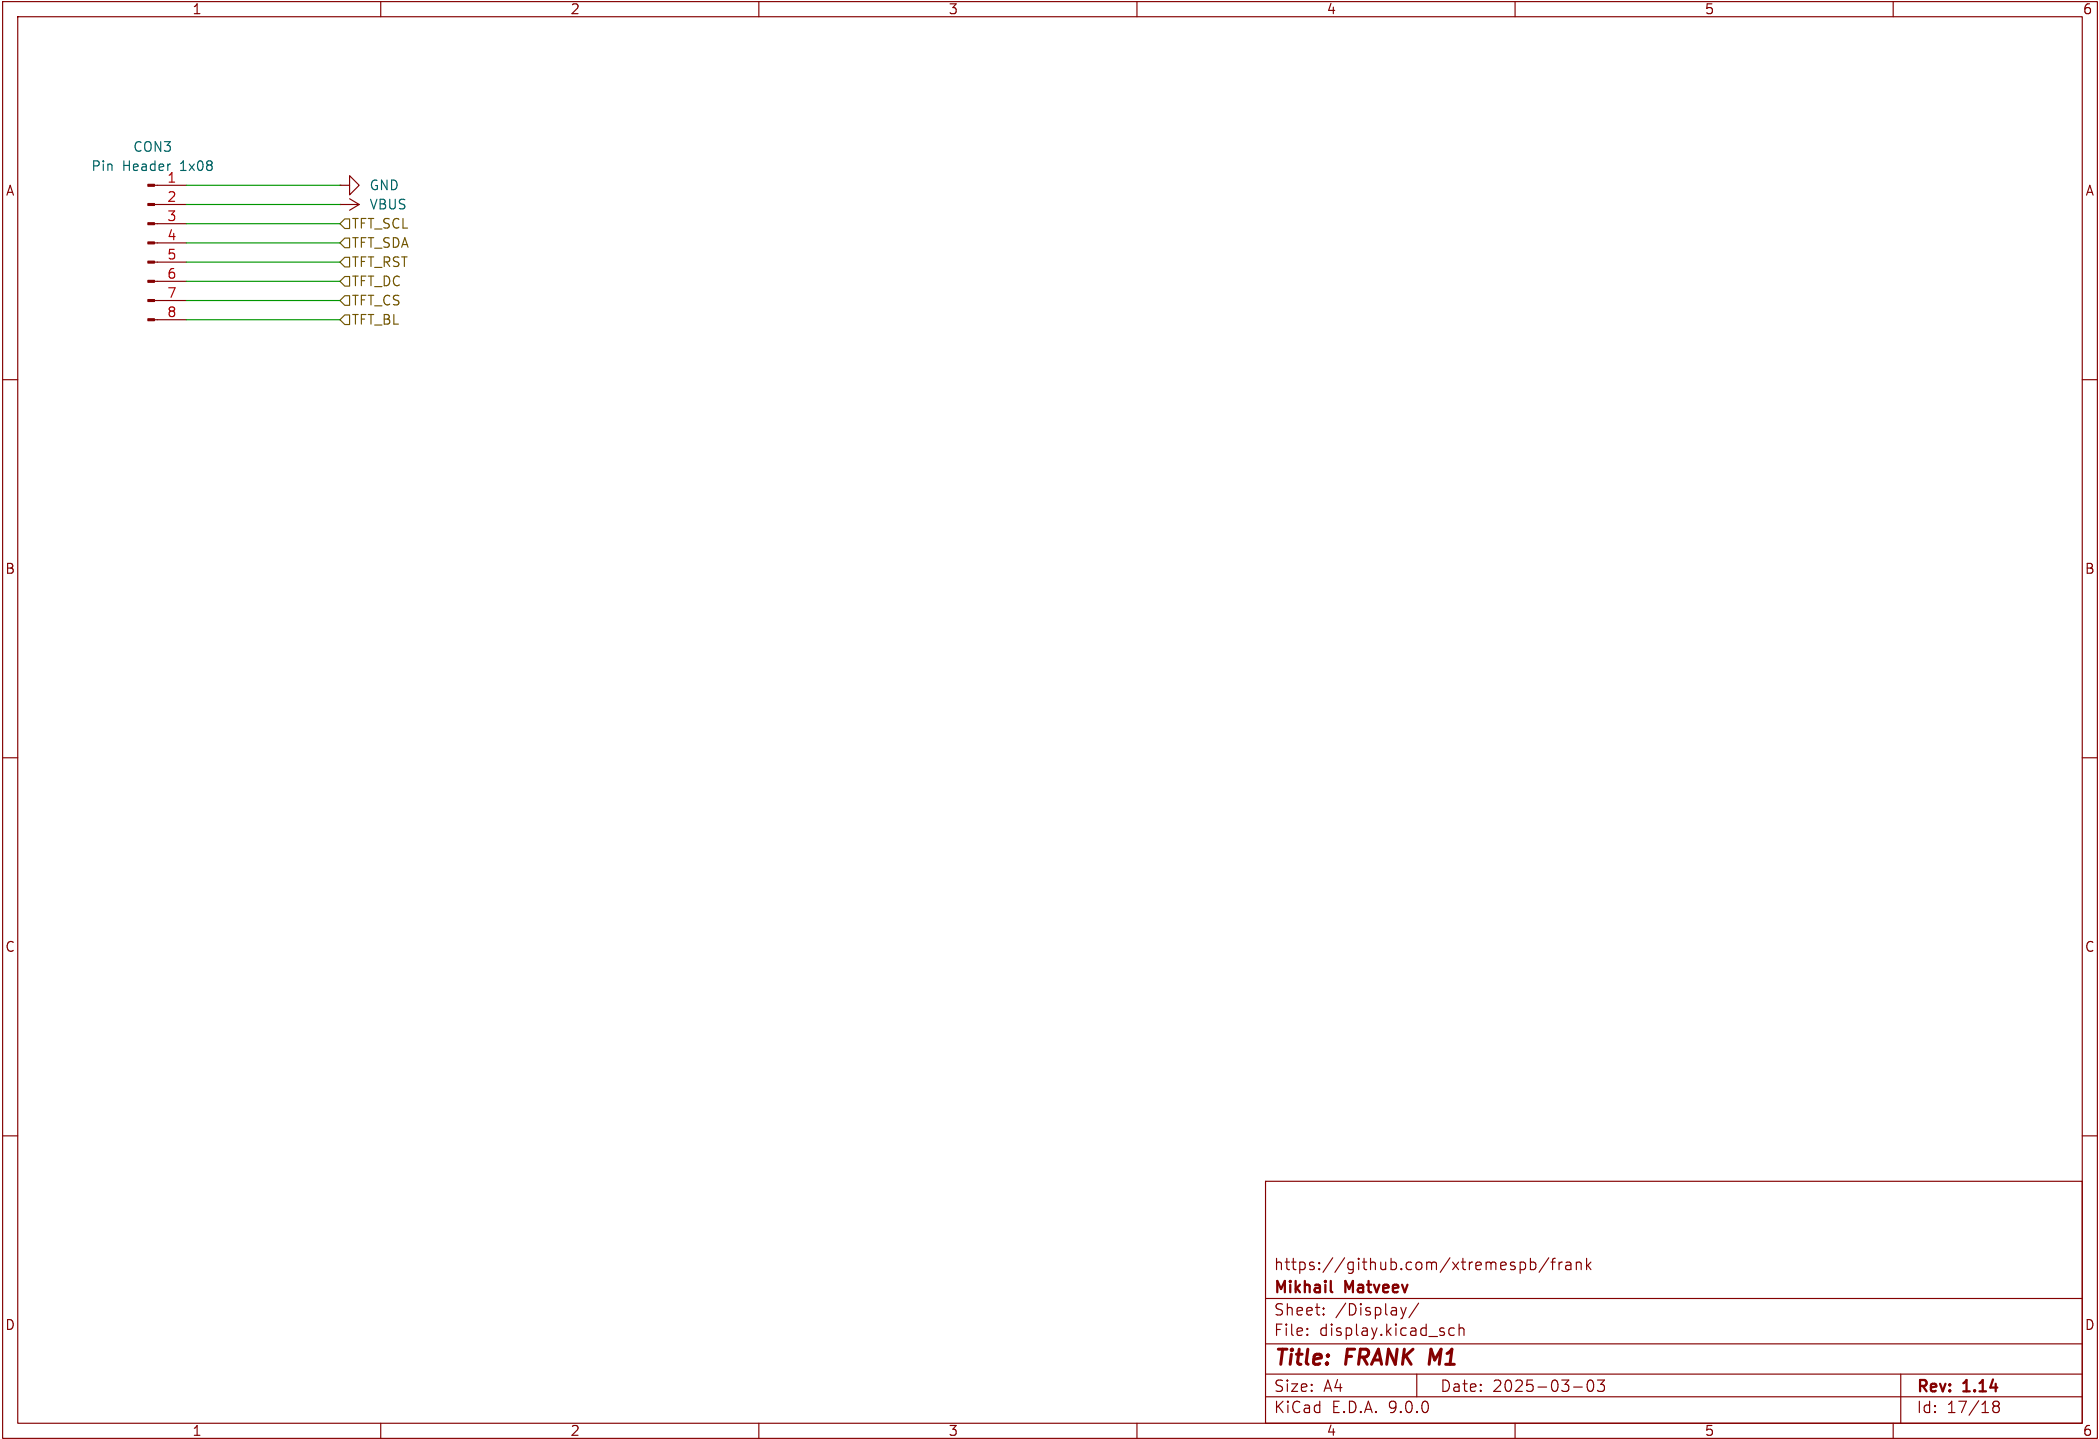 1 2 3 4 5 6
CON3
Pin Header 1x08
1 GND
A A
2 VBUS
3 TFT_SCL
4 TFT_SDA
5 TFT_RST
6 TFT_DC
7 TFT_CS
8 TFT_BL
B B
C C
https://github.com/xtremespb/frank
Mikhail Matveev
Sheet: /Display/
D D
File: display.kicad_sch
Title: FRANK M1
Size: A4 Date: 2025-03-03 Rev: 1.14
KiCad E.D.A. 9.0.0 Id: 17/18
1 2 3 4 5 6